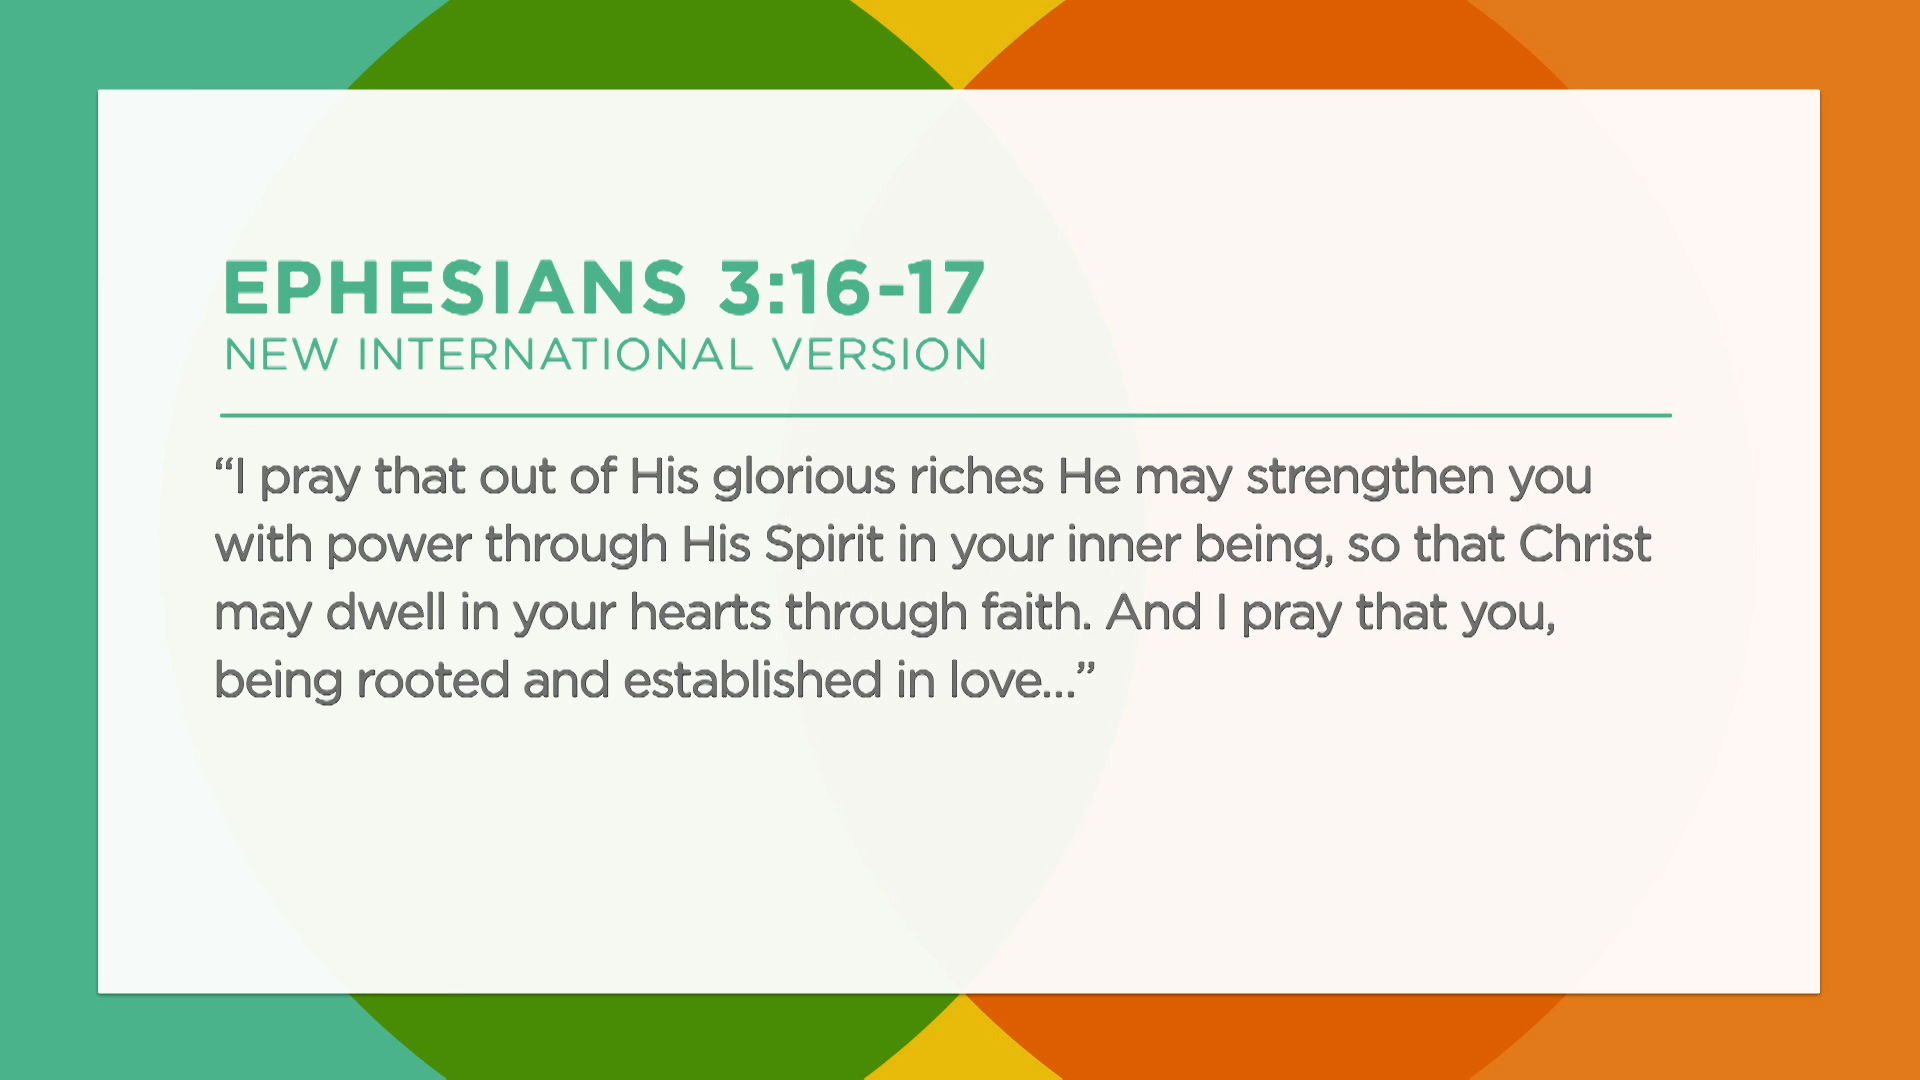 EPHESIANS 3:16-17
NEW INTERNATIONAL VERSION
“I pray that out of His glorious riches He may strengthen you
with power through His Spirit in your inner being, so that Christ
may dwell in your hearts through faith. And I pray that you,
being rooted and established in love...”